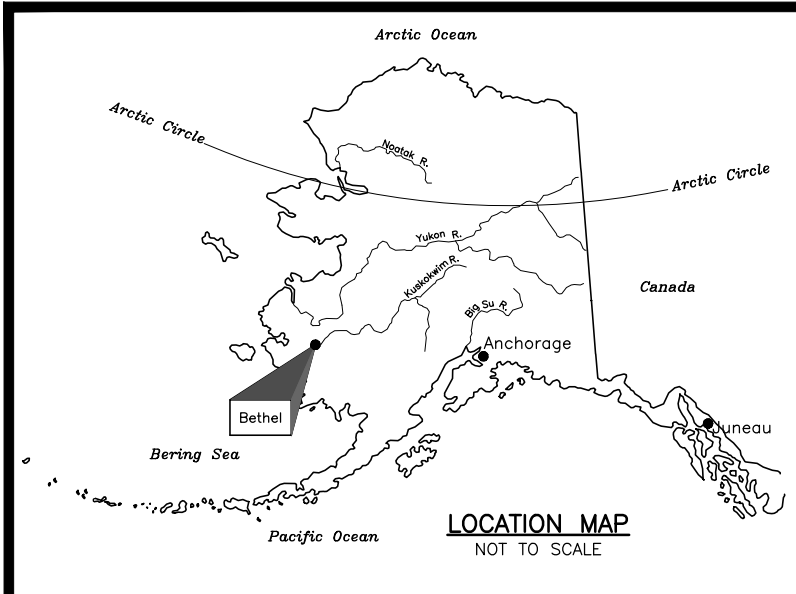 Arctic Ocean
Arctic Circle
Noatak R.
Arctic Circle
Yukon R.
Kuskokwim R.
Canada
Big Su R.
Anchorage
Bethel
Juneau
Bering Sea
LOCATION MAP
Pacific Ocean
NOT TO SCALE